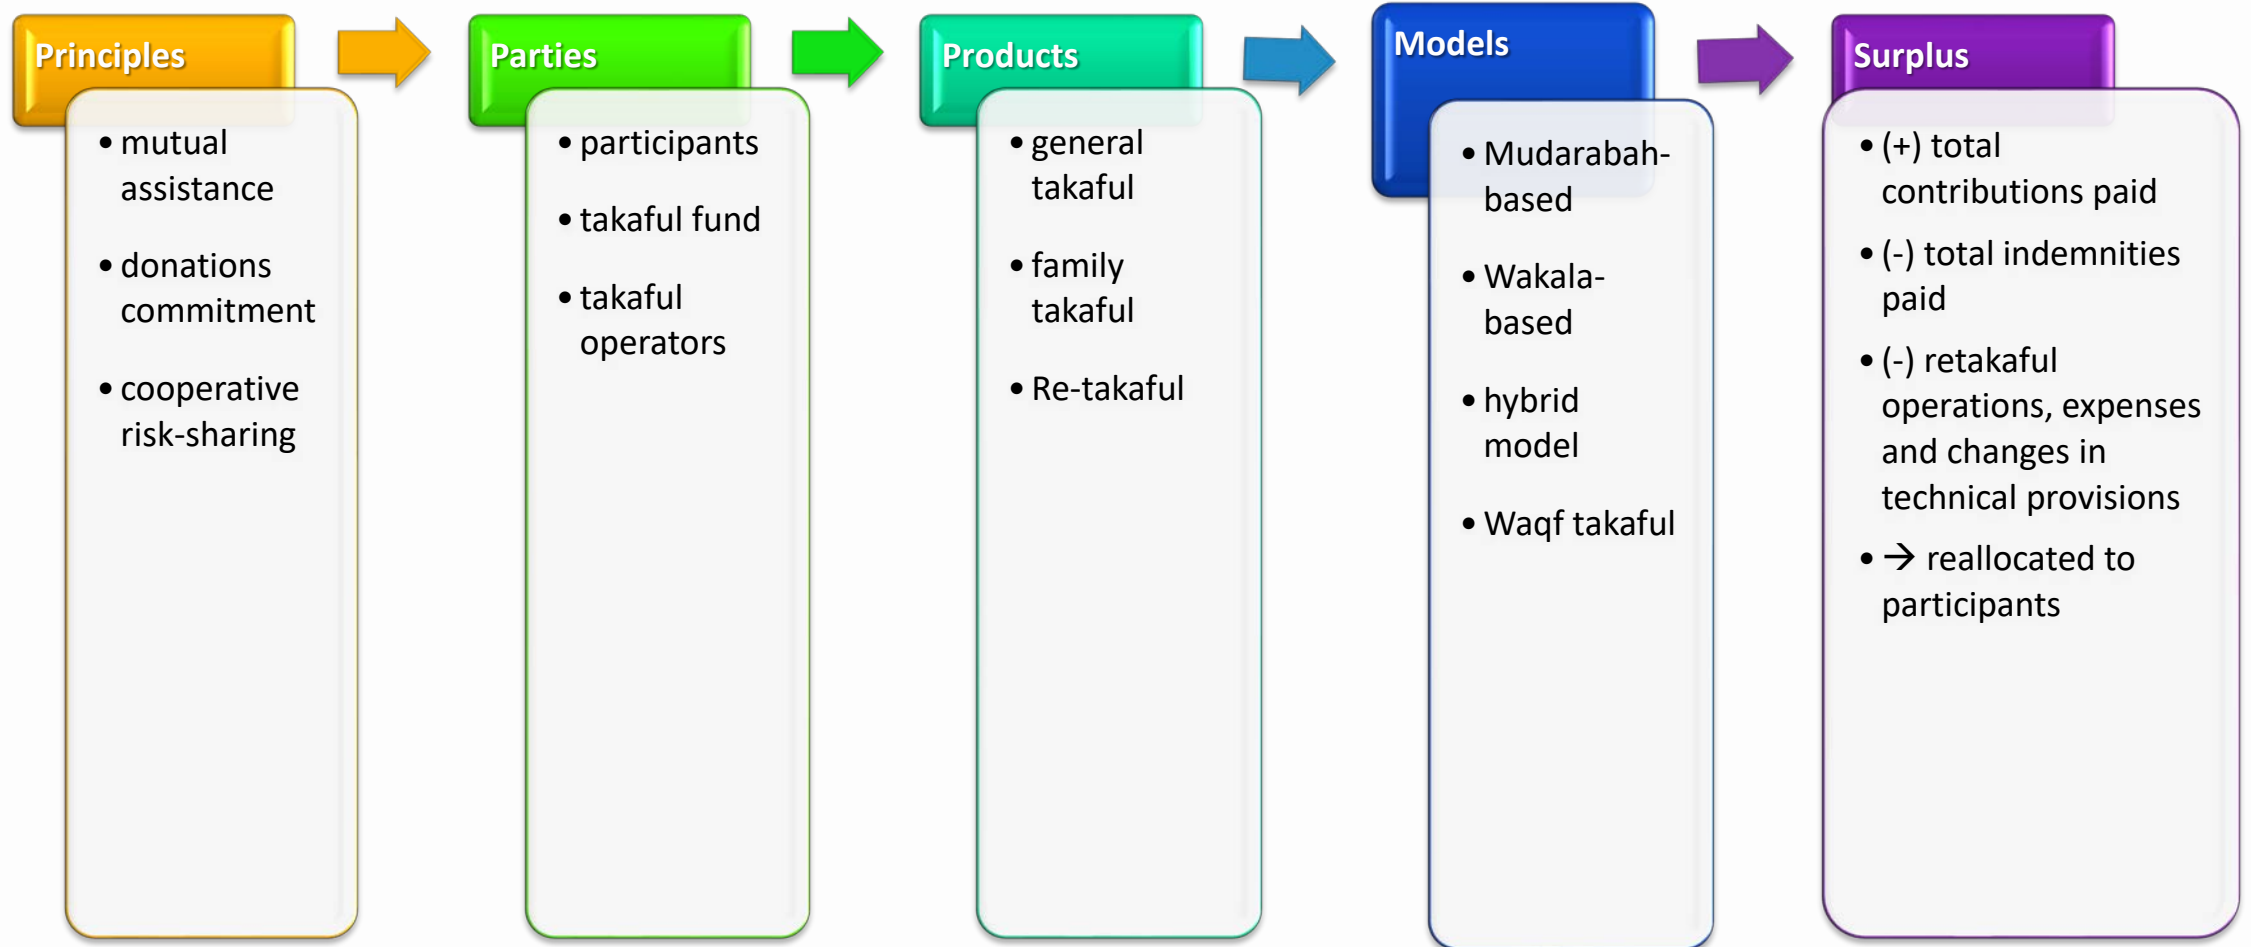 Principles
• mutual
assistance
• donations
commitment
• cooperative
risk-sharing
Parties
• participants
• takaful fund
• takaful
operators
Products
• general
takaful
• family
takaful
• Re-takaful
Models
• Mudarabah-
based
• Wakala-
based
• hybrid
model
• Waqf takaful
Surplus
• (+) total
contributions paid
• (-) total indemnities
paid
• (-) retakaful
operations, expenses
and changes in
technical provisions
• → reallocated to
participants